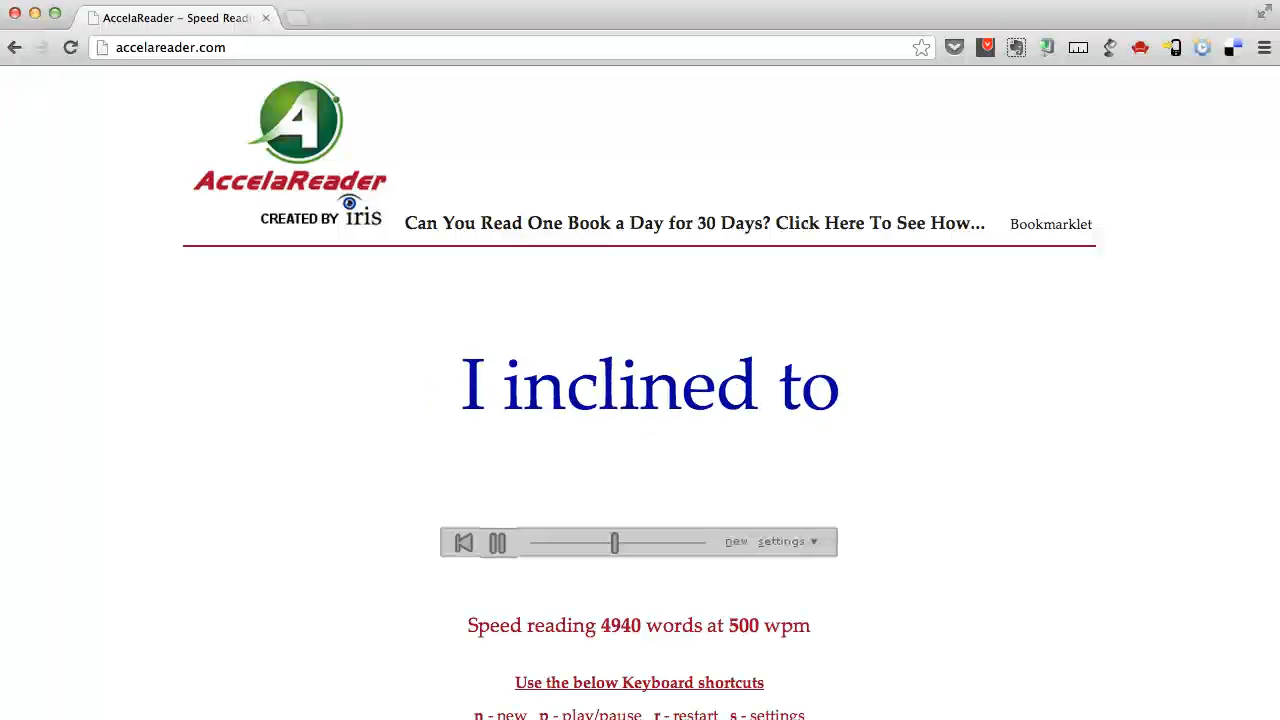 AccelaReader – Speed Read
accelareader.com
A
AccelaReader
CREATED BY iris
Can You Read One Book a Day for 30 Days? Click Here To See How...
Bookmarklet
I inclined to
new settings ▼
Speed reading 4940 words at 500 wpm
Use the below Keyboard shortcuts
n - new p - play/pause r - restart s - settings